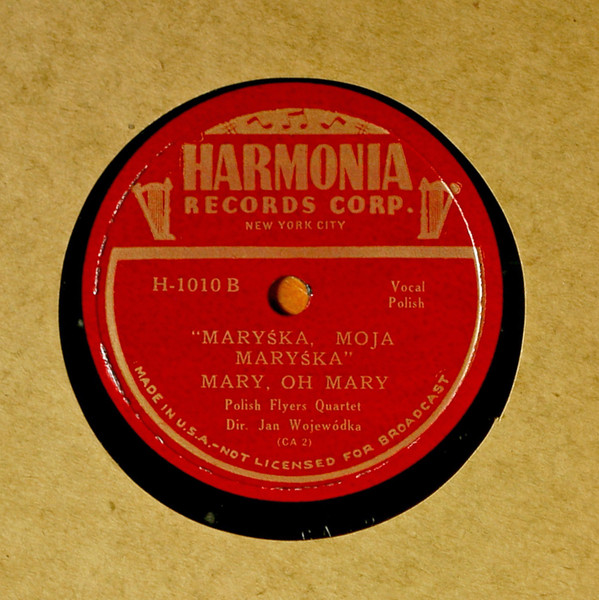 HARMONIA
RECORDS CORP.
NEW YORK CITY
H-1010 B
Vocal
Polish
"MARYŚKA, MOJA
MARYŚKA"
MARY, OH MARY
Polish Flyers Quartet
Dir. Jan Wojewódka
(CA 2)
MADE IN U.S.A.-NOT LICENSED FOR BROADCAST